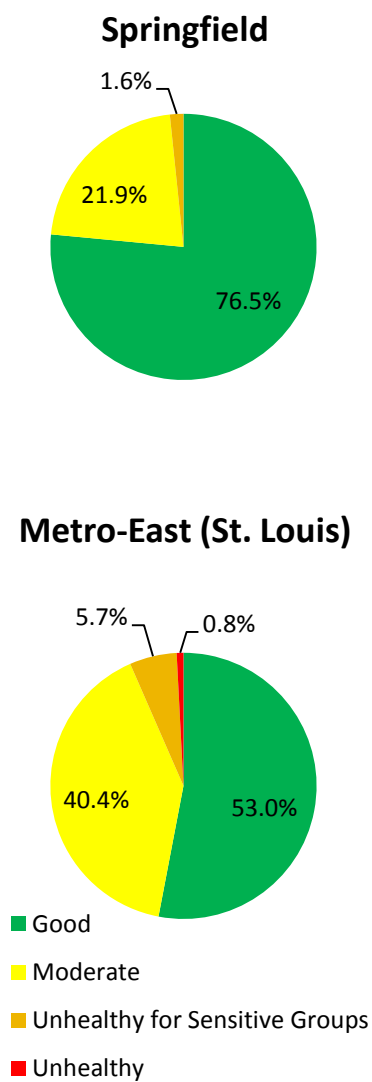 Springfield
1.6%
21.9%
76.5%
Metro-East (St. Louis)
5.7%
0.8%
40.4%
53.0%
Good
Moderate
Unhealthy for Sensitive Groups
Unhealthy